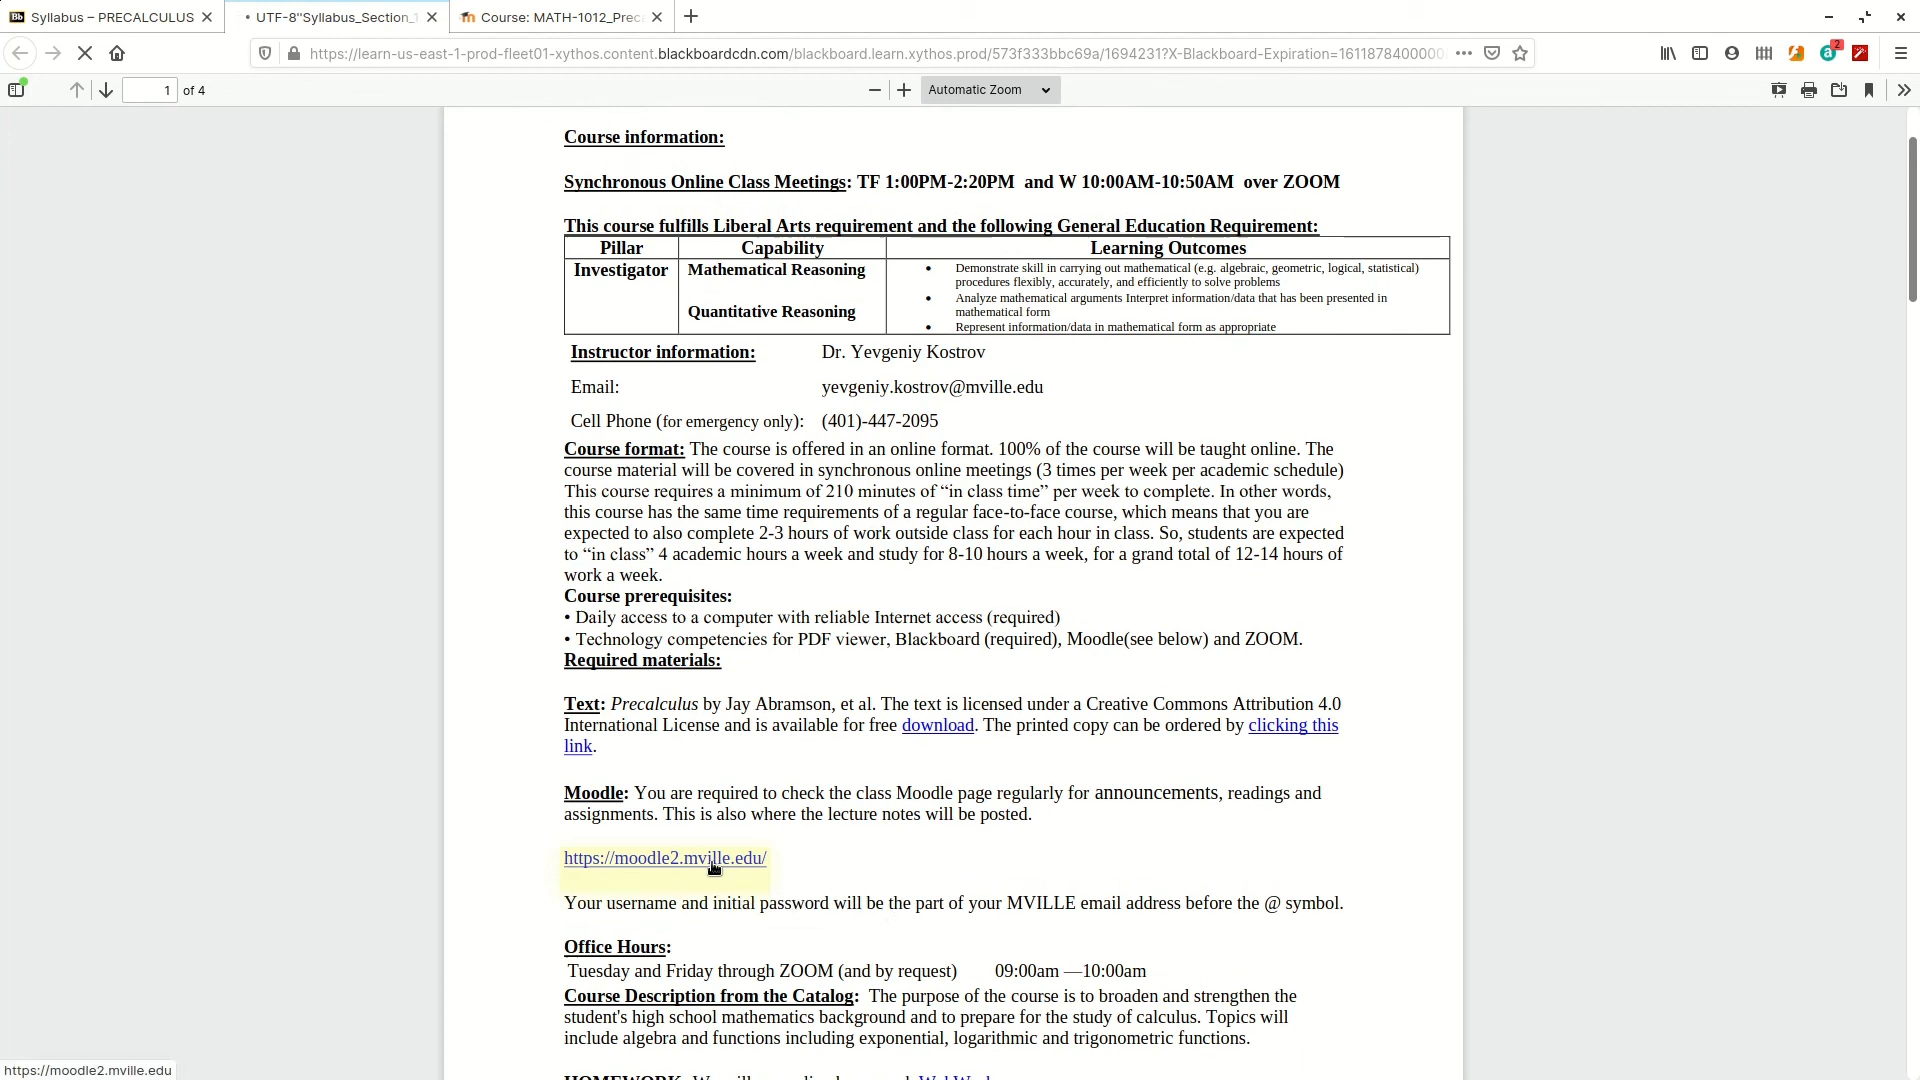 Syllabus – PRECALCULUS
UTF-8"Syllabus_Section_1
Course: MATH-1012_Prec
https://learn-us-east-1-prod-fleet01-xythos.content.blackboardcdn.com/blackboard.learn.xythos.prod/573f333bbc69a/1694231?X-Blackboard-Expiration=1611878400000
2
1 of 4
Automatic Zoom
Course information:
Synchronous Online Class Meetings: TF 1:00PM-2:20PM and W 10:00AM-10:50AM over ZOOM
This course fulfills Liberal Arts requirement and the following General Education Requirement:
Pillar Capability Learning Outcomes
Investigator Mathematical Reasoning
Quantitative Reasoning
• Demonstrate skill in carrying out mathematical (e.g. algebraic, geometric, logical, statistical)
procedures flexibly, accurately, and efficiently to solve problems
• Analyze mathematical arguments Interpret information/data that has been presented in
mathematical form
• Represent information/data in mathematical form as appropriate
Instructor information: Dr. Yevgeniy Kostrov
Email: yevgeniy.kostrov@mville.edu
Cell Phone (for emergency only): (401)-447-2095
Course format: The course is offered in an online format. 100% of the course will be taught online. The
course material will be covered in synchronous online meetings (3 times per week per academic schedule)
This course requires a minimum of 210 minutes of “in class time” per week to complete. In other words,
this course has the same time requirements of a regular face-to-face course, which means that you are
expected to also complete 2-3 hours of work outside class for each hour in class. So, students are expected
to “in class” 4 academic hours a week and study for 8-10 hours a week, for a grand total of 12-14 hours of
work a week.
Course prerequisites:
• Daily access to a computer with reliable Internet access (required)
• Technology competencies for PDF viewer, Blackboard (required), Moodle(see below) and ZOOM.
Required materials:
Text: Precalculus by Jay Abramson, et al. The text is licensed under a Creative Commons Attribution 4.0
International License and is available for free download. The printed copy can be ordered by clicking this
link.
Moodle: You are required to check the class Moodle page regularly for announcements, readings and
assignments. This is also where the lecture notes will be posted.
https://moodle2.mville.edu/
Your username and initial password will be the part of your MVILLE email address before the @ symbol.
Office Hours:
Tuesday and Friday through ZOOM (and by request) 09:00am —10:00am
Course Description from the Catalog: The purpose of the course is to broaden and strengthen the
student's high school mathematics background and to prepare for the study of calculus. Topics will
include algebra and functions including exponential, logarithmic and trigonometric functions.
https://moodle2.mville.edu